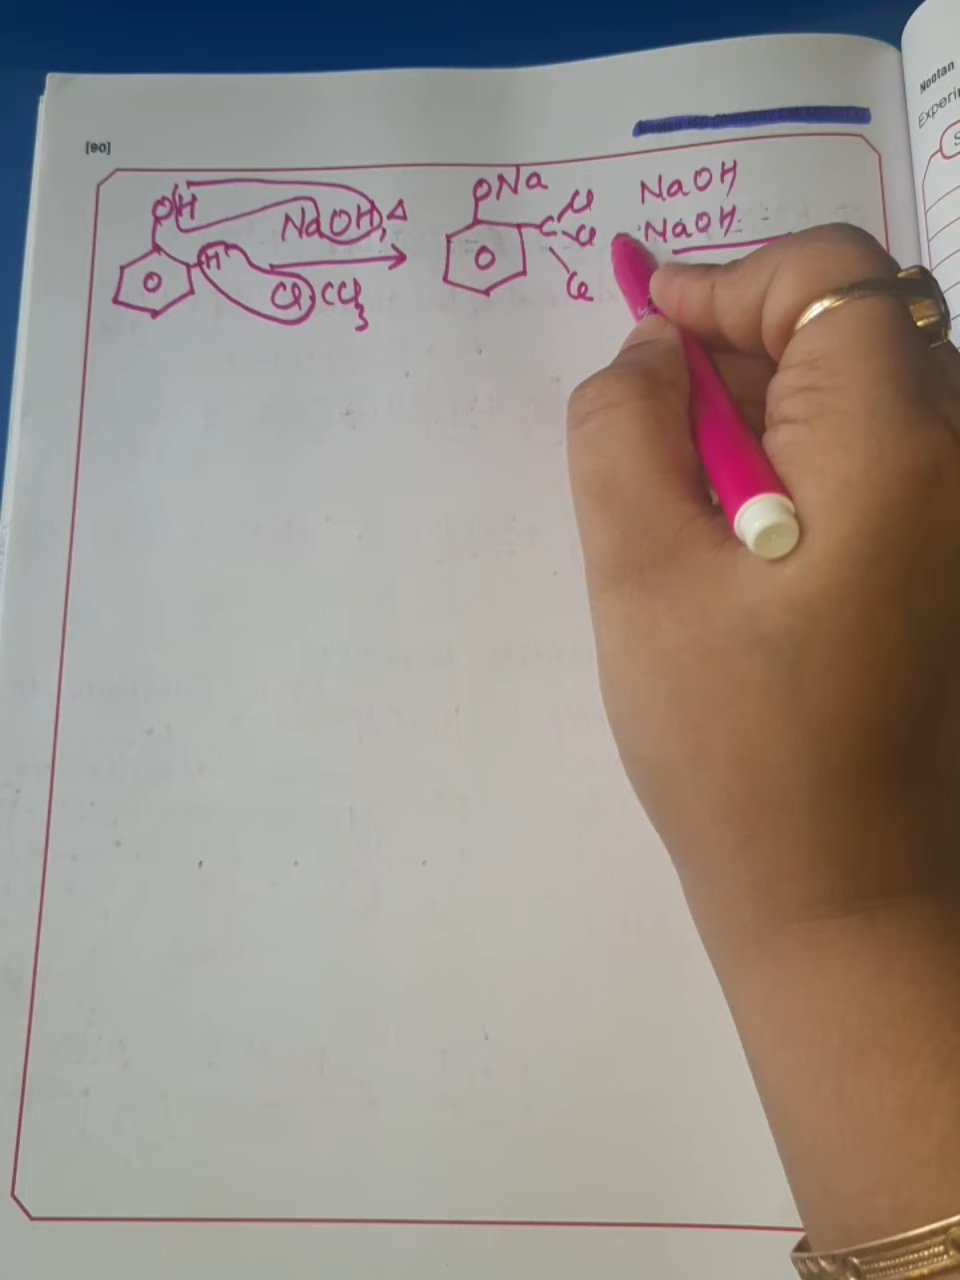 Nootan
Experi
[90]
OH
NaOH, Δ
H
Cl CCl3
ONa
C
Cl
Cl
Cl
NaOH
NaOH